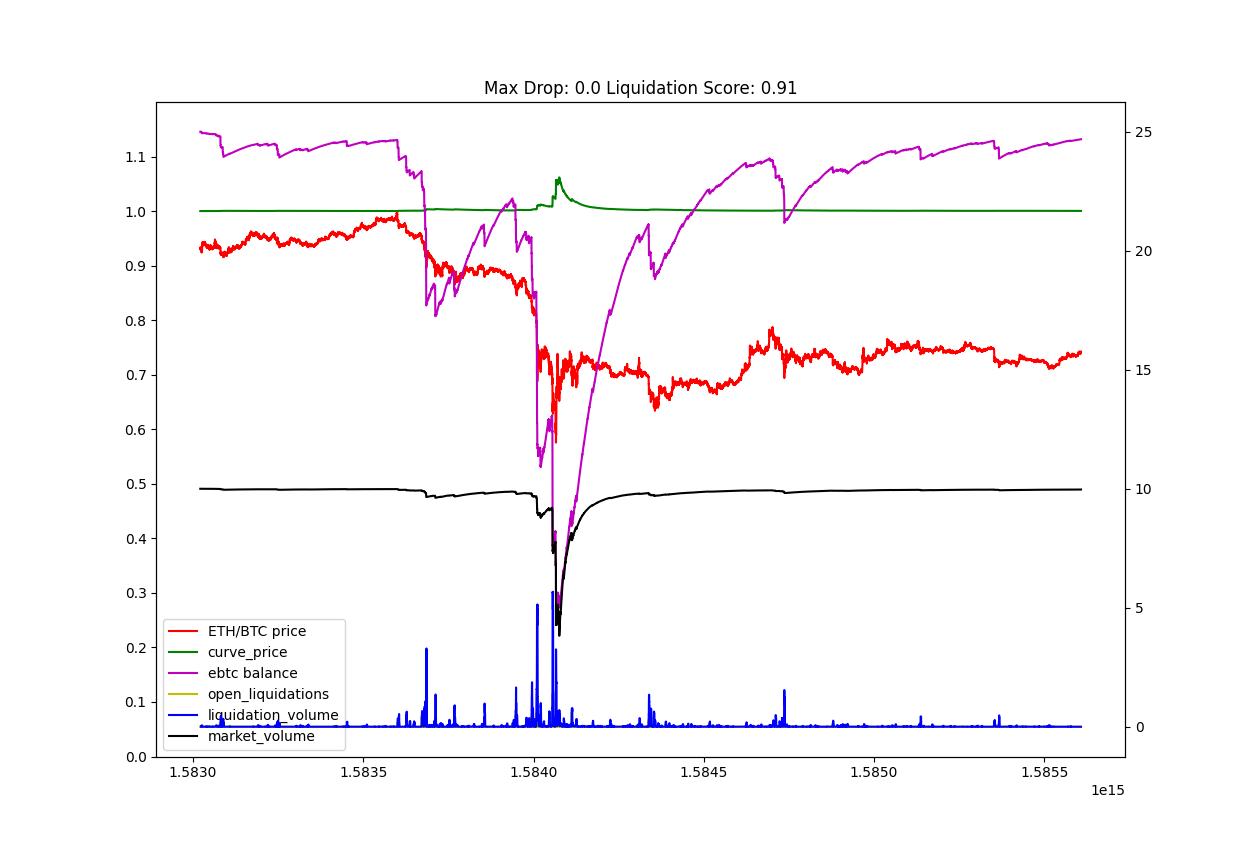 Max Drop: 0.0 Liquidation Score: 0.91
1.1
1.0
0.9
0.8
0.7
0.6
0.5
0.4
0.3
0.2
0.1
0.0
25
20
15
10
5
0
ETH/BTC price
curve_price
ebtc balance
open_liquidations
liquidation_volume
market_volume
1.5830 1.5835 1.5840 1.5845 1.5850 1.5855
1e15